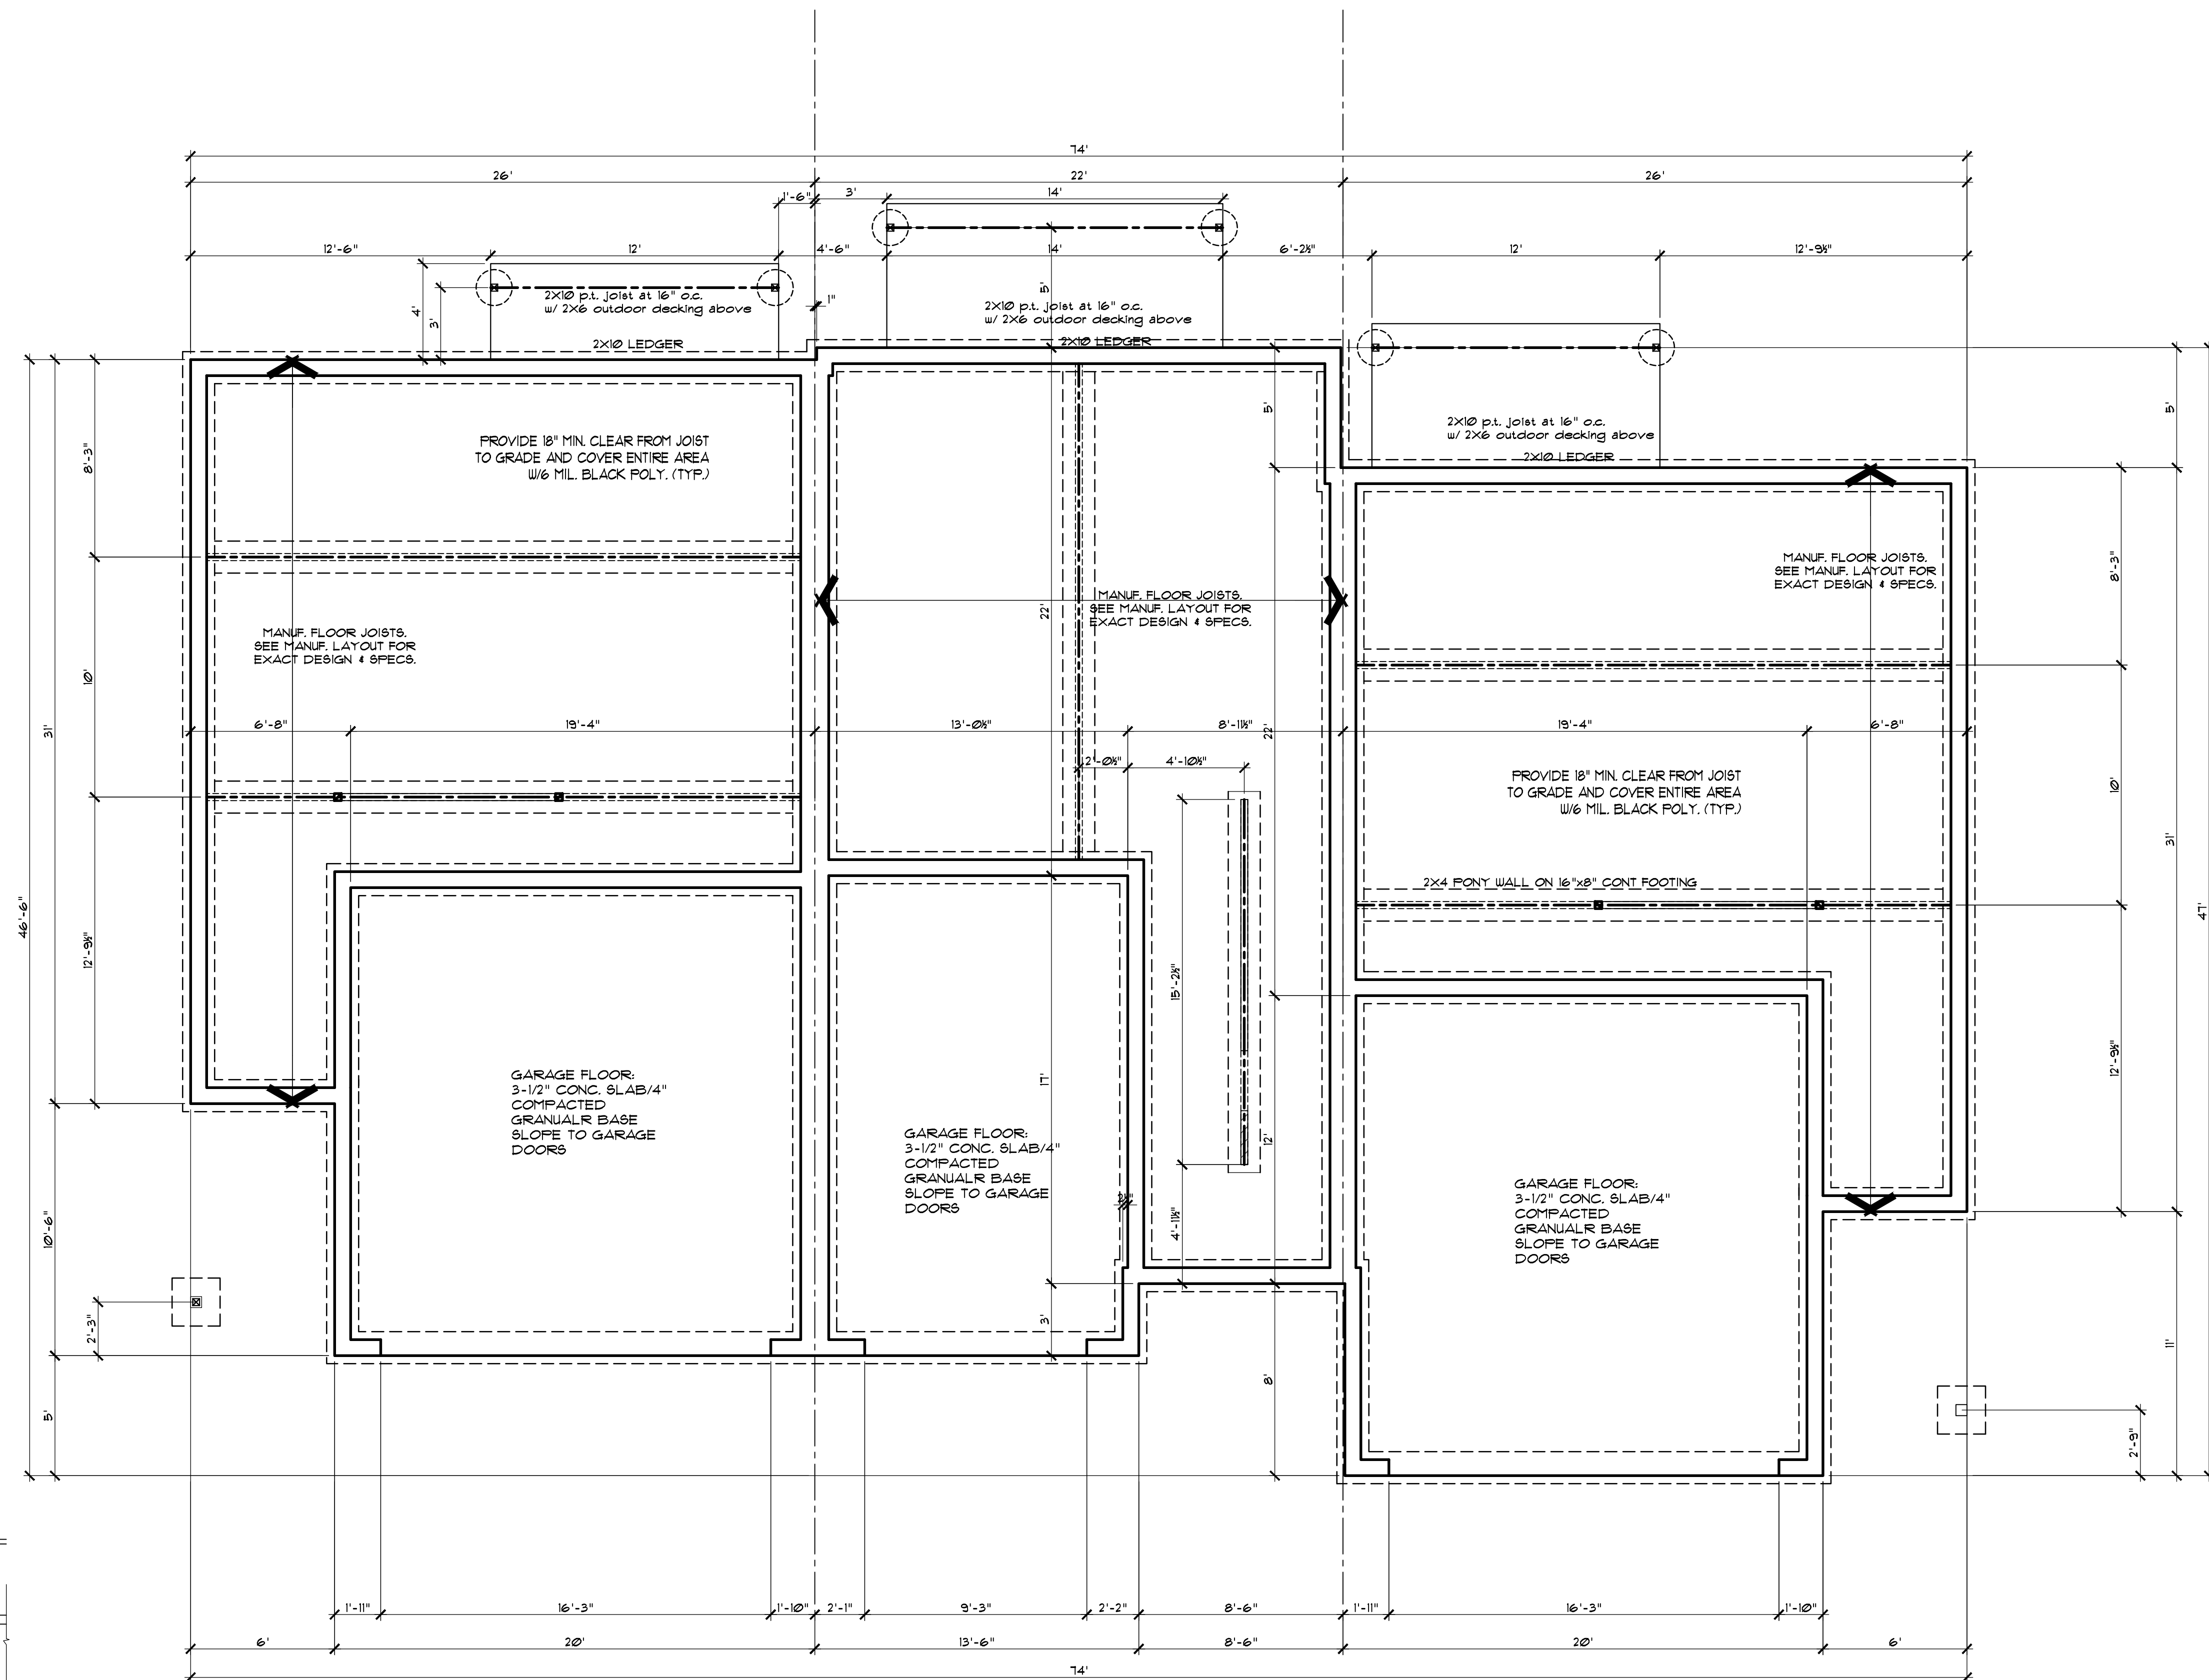 74'
26'
22'
26'
1'-6"
3'
14'
12'-6"
12'
4'-6"
14'
6'-2½"
12'
12'-9½"
4'
3'
2X10 p.t. joist at 16" o.c.
w/ 2X6 outdoor decking above
2X10 LEDGER
1"
5'
2X10 p.t. joist at 16" o.c.
w/ 2X6 outdoor decking above
2X10 LEDGER
5'
2X10 p.t. joist at 16" o.c.
w/ 2X6 outdoor decking above
2X10 LEDGER
5'
8'-3"
PROVIDE 18" MIN. CLEAR FROM JOIST
TO GRADE AND COVER ENTIRE AREA
W/6 MIL. BLACK POLY. (TYP.)
MANUF. FLOOR JOISTS.
SEE MANUF. LAYOUT FOR
EXACT DESIGN & SPECS.
8'-3"
MANUF. FLOOR JOISTS.
SEE MANUF. LAYOUT FOR
EXACT DESIGN & SPECS.
22'
MANUF. FLOOR JOISTS.
SEE MANUF. LAYOUT FOR
EXACT DESIGN & SPECS.
10'
31'
6'-8"
19'-4"
13'-0½"
8'-11½"
22'
19'-4"
6'-8"
2'-0½"
4'-10½"
PROVIDE 18" MIN. CLEAR FROM JOIST
TO GRADE AND COVER ENTIRE AREA
W/6 MIL. BLACK POLY. (TYP.)
10'
31'
2X4 PONY WALL ON 16"x8" CONT FOOTING
46'-6"
12'-9½"
15'-2½"
47'
12'-9½"
GARAGE FLOOR:
3-1/2" CONC. SLAB/4"
COMPACTED
GRANUALR BASE
SLOPE TO GARAGE
DOORS
17'
GARAGE FLOOR:
3-1/2" CONC. SLAB/4"
COMPACTED
GRANUALR BASE
SLOPE TO GARAGE
DOORS
12'
GARAGE FLOOR:
3-1/2" CONC. SLAB/4"
COMPACTED
GRANUALR BASE
SLOPE TO GARAGE
DOORS
4'-11½"
10'-6"
2'-3"
3'
8'
11'
5'
2'-9"
1'-11"
16'-3"
1'-10"
2'-1"
9'-3"
2'-2"
8'-6"
1'-11"
16'-3"
1'-10"
6'
20'
13'-6"
8'-6"
20'
6'
74'